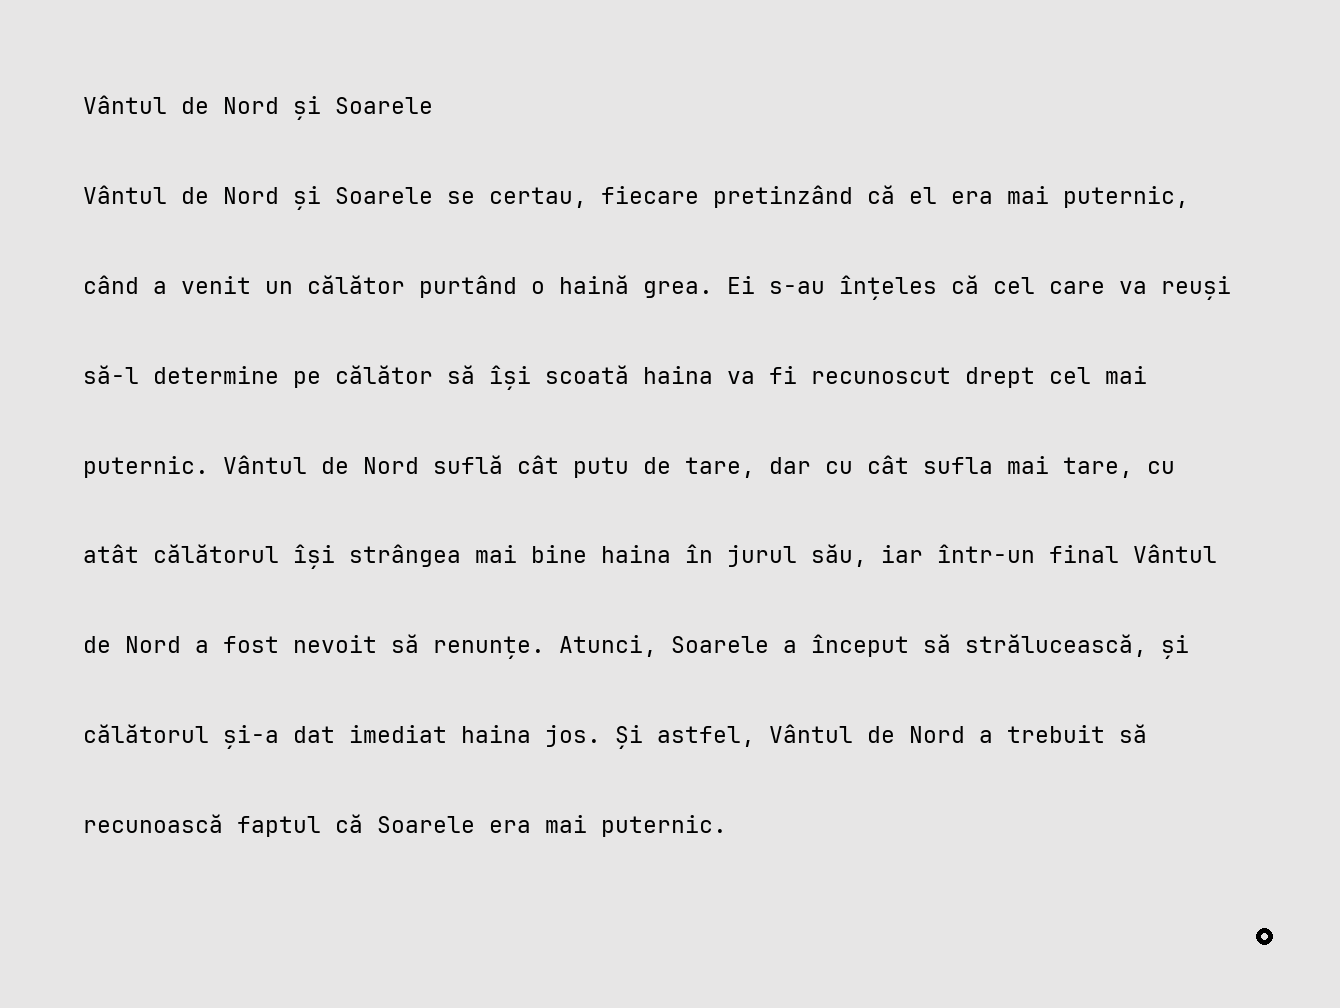 Vântul de Nord și Soarele
Vântul de Nord și Soarele se certau, fiecare pretinzând că el era mai puternic,
când a venit un călător purtând o haină grea. Ei s-au înțeles că cel care va reuși
să-l determine pe călător să își scoată haina va fi recunoscut drept cel mai
puternic. Vântul de Nord suflă cât putu de tare, dar cu cât sufla mai tare, cu
atât călătorul își strângea mai bine haina în jurul său, iar într-un final Vântul
de Nord a fost nevoit să renunțe. Atunci, Soarele a început să strălucească, și
călătorul și-a dat imediat haina jos. Și astfel, Vântul de Nord a trebuit să
recunoască faptul că Soarele era mai puternic.